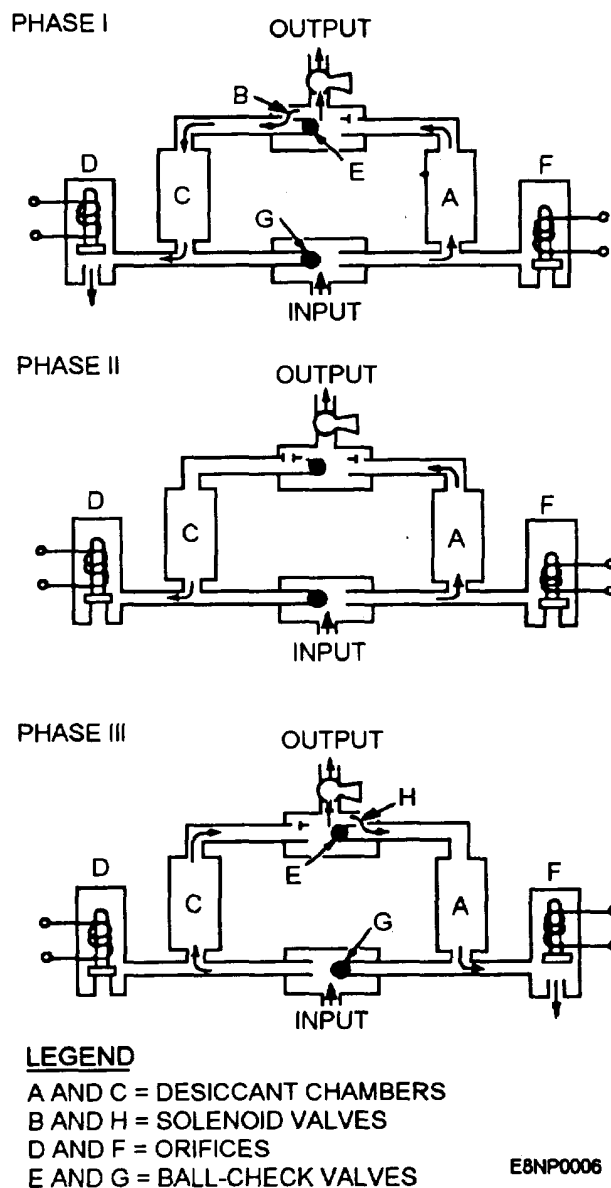 PHASE I
OUTPUT
B
D
E
F
C
A
G
INPUT
PHASE II
OUTPUT
D
F
C
A
INPUT
PHASE III
OUTPUT
H
D
E
F
C
A
G
INPUT
LEGEND
A AND C = DESICCANT CHAMBERS
B AND H = SOLENOID VALVES
D AND F = ORIFICES
E AND G = BALL-CHECK VALVES
E8NP0006